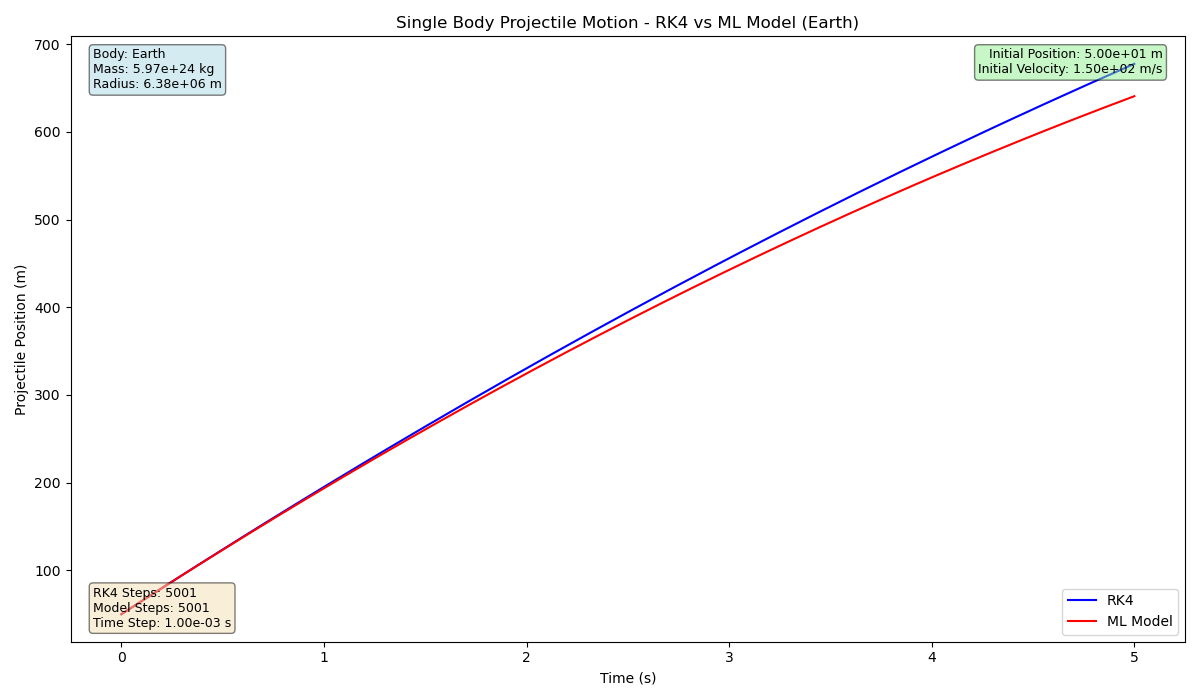 Single Body Projectile Motion - RK4 vs ML Model (Earth)
Body: Earth
Mass: 5.97e+24 kg
Radius: 6.38e+06 m
Initial Position: 5.00e+01 m
Initial Velocity: 1.50e+02 m/s
Projectile Position (m)
700
600
500
400
300
200
100
RK4 Steps: 5001
Model Steps: 5001
Time Step: 1.00e-03 s
RK4
ML Model
0
1
2
3
4
5
Time (s)